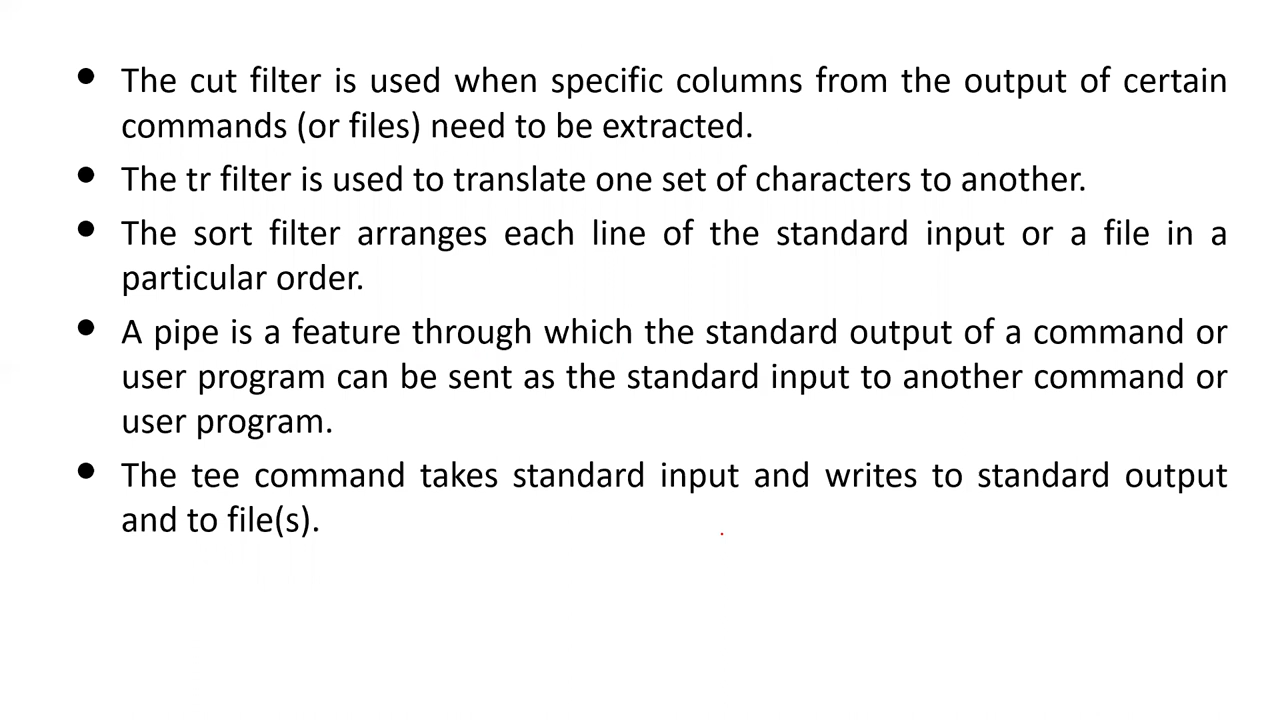 • The cut filter is used when specific columns from the output of certain
commands (or files) need to be extracted.
• The tr filter is used to translate one set of characters to another.
• The sort filter arranges each line of the standard input or a file in a
particular order.
• A pipe is a feature through which the standard output of a command or
user program can be sent as the standard input to another command or
user program.
• The tee command takes standard input and writes to standard output
and to file(s).